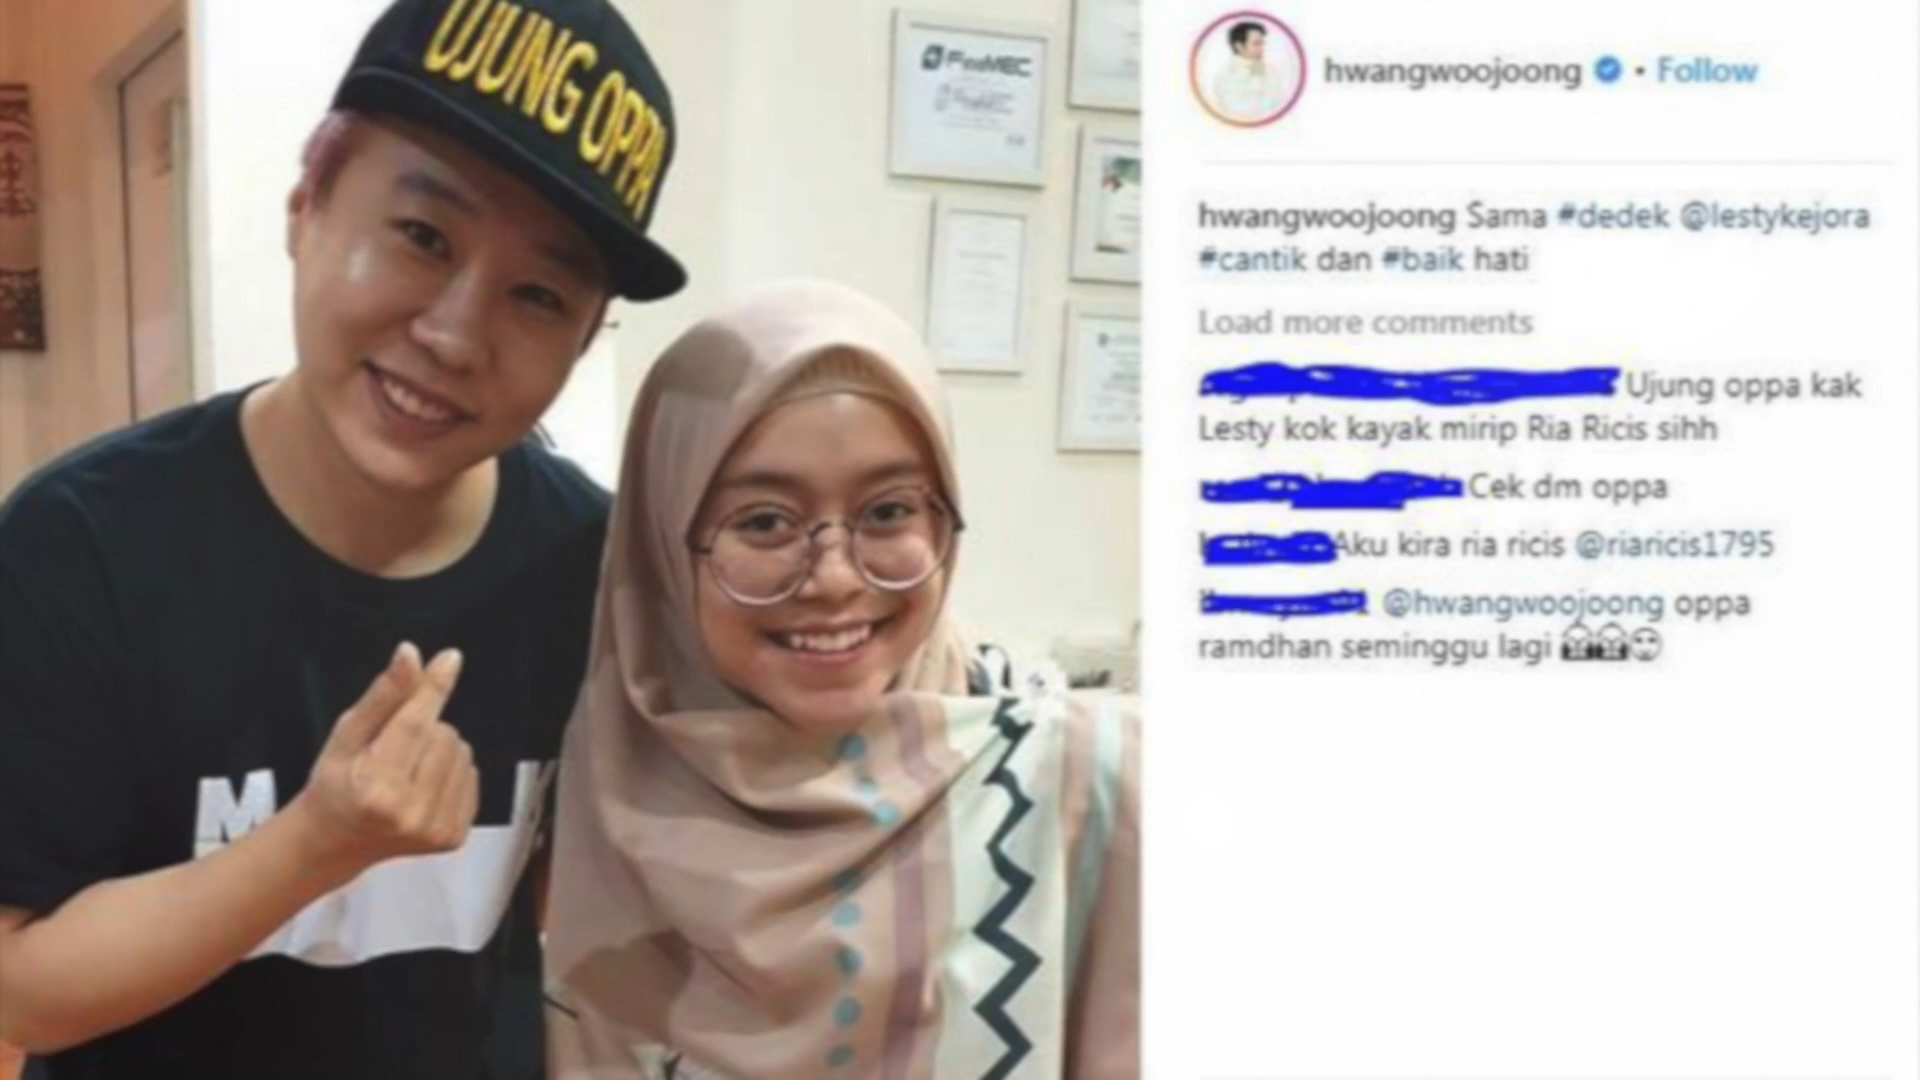 UJUNG OPPA
FirstMEC
M
hwangwoojoong • Follow
hwangwoojoong Sama #dedek @lestykejora
#cantik dan #baik hati
Load more comments
Ujung oppa kak
Lesty kok kayak mirip Ria Ricis sihh
Cek dm oppa
Aku kira ria ricis @riaricis1795
@hwangwoojoong oppa
ramdhan seminggu lagi